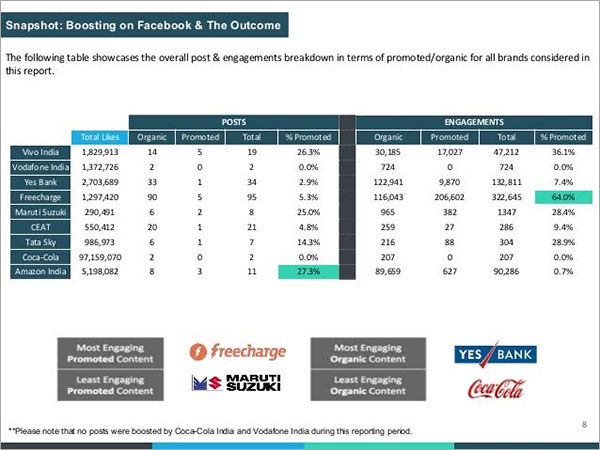 Snapshot: Boosting on Facebook & The Outcome
The following table showcases the overall post & engagements breakdown in terms of promoted/organic for all brands considered in
this report.
POSTS ENGAGEMENTS
Total Likes Organic Promoted Total % Promoted Organic Promoted Total % Promoted
Vivo India 1,829,913 14 5 19 26.3% 30,185 17,027 47,212 36.1%
Vodafone India 1,372,726 2 0 2 0.0% 724 0 724 0.0%
Yes Bank 2,703,689 33 1 34 2.9% 122,941 9,870 132,811 7.4%
Freecharge 1,297,420 90 5 95 5.3% 116,043 206,602 322,645 64.0%
Maruti Suzuki 290,491 6 2 8 25.0% 965 382 1347 28.4%
CEAT 550,412 20 1 21 4.8% 259 27 286 9.4%
Tata Sky 986,973 6 1 7 14.3% 216 88 304 28.9%
Coca-Cola 97,159,070 2 0 2 0.0% 207 0 207 0.0%
Amazon India 5,198,082 8 3 11 27.3% 89,659 627 90,286 0.7%
Most Engaging
Promoted Content
freecharge
Most Engaging
Organic Content
YES BANK
Least Engaging
Promoted Content
MARUTI
SUZUKI
Least Engaging
Organic Content
Coca-Cola
8
**Please note that no posts were boosted by Coca-Cola India and Vodafone India during this reporting period.